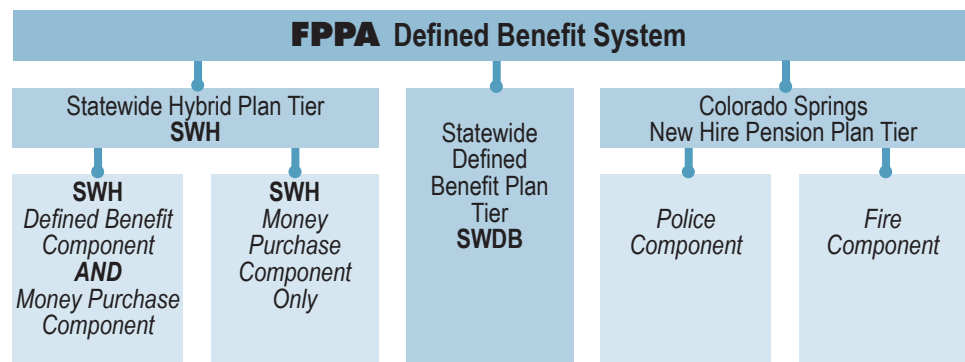 FPPA Defined Benefit System
Statewide Hybrid Plan Tier
SWH
SWH
Defined Benefit
Component
AND
Money Purchase
Component
SWH
Money
Purchase
Component
Only
Statewide
Defined
Benefit Plan
Tier
SWDB
Colorado Springs
New Hire Pension Plan Tier
Police
Component
Fire
Component